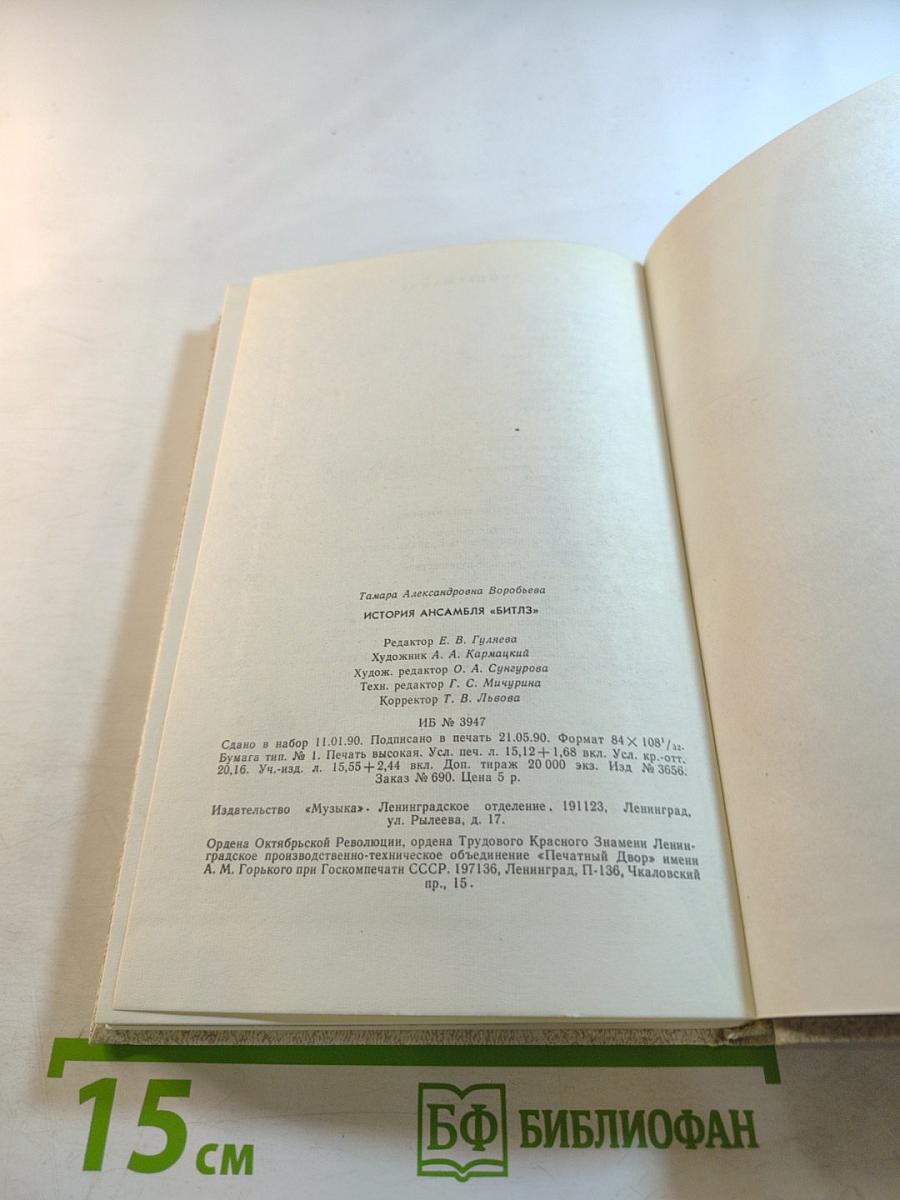 Тамара Александровна Воробьева
ИСТОРИЯ АНСАМБЛЯ «БИТЛЗ»
Редактор Е. В. Гуляева
Художник А. А. Кармацкий
Худож. редактор О. А. Сунгурова
Техн. редактор Г. С. Мичурина
Корректор Т. В. Львова
ИБ № 3947
Сдано в набор 11.01.90. Подписано в печать 21.05.90. Формат 84×108¹/₃₂.
Бумага тип. № 1. Печать высокая. Усл. печ. л. 15,12+1,68 вкл. Усл. кр.-отт.
20,16. Уч.-изд. л. 15,55+2,44 вкл. Доп. тираж 20 000 экз. Изд № 3656.
Заказ № 690. Цена 5 р.
Издательство «Музыка». Ленинградское отделение. 191123, Ленинград,
ул. Рылеева, д. 17.
Ордена Октябрьской Революции, ордена Трудового Красного Знамени Ленин-
градское производственно-техническое объединение «Печатный Двор» имени
А. М. Горького при Госкомпечати СССР. 197136, Ленинград, П-136, Чкаловский
пр., 15.
15 см
БФ БИБЛИОФАН